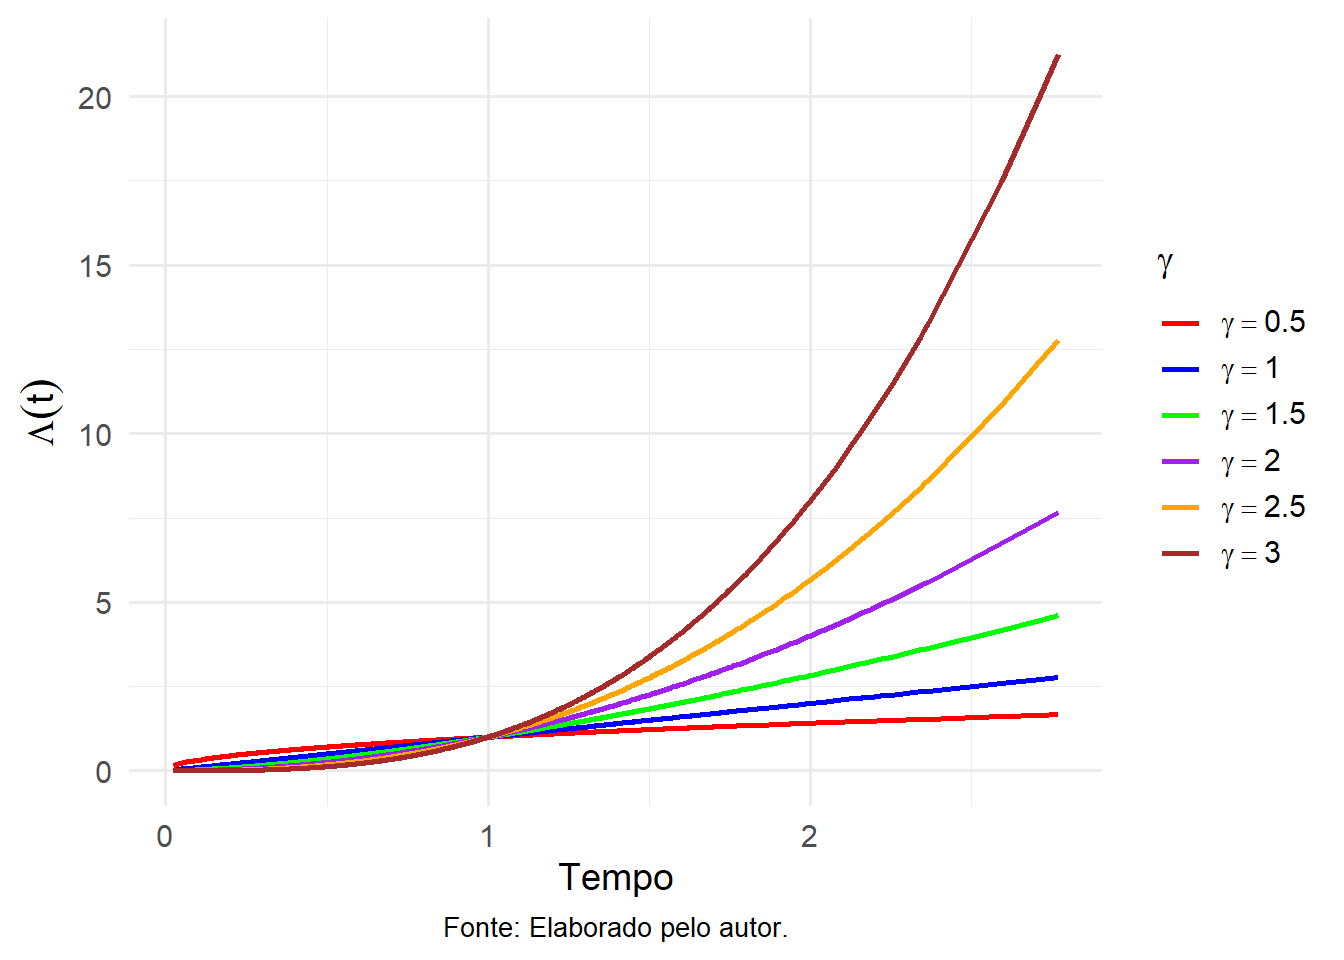 20
15
10
5
0
Λ(t)
0 1 2
Tempo
Fonte: Elaborado pelo autor.
γ
γ = 0.5
γ = 1
γ = 1.5
γ = 2
γ = 2.5
γ = 3